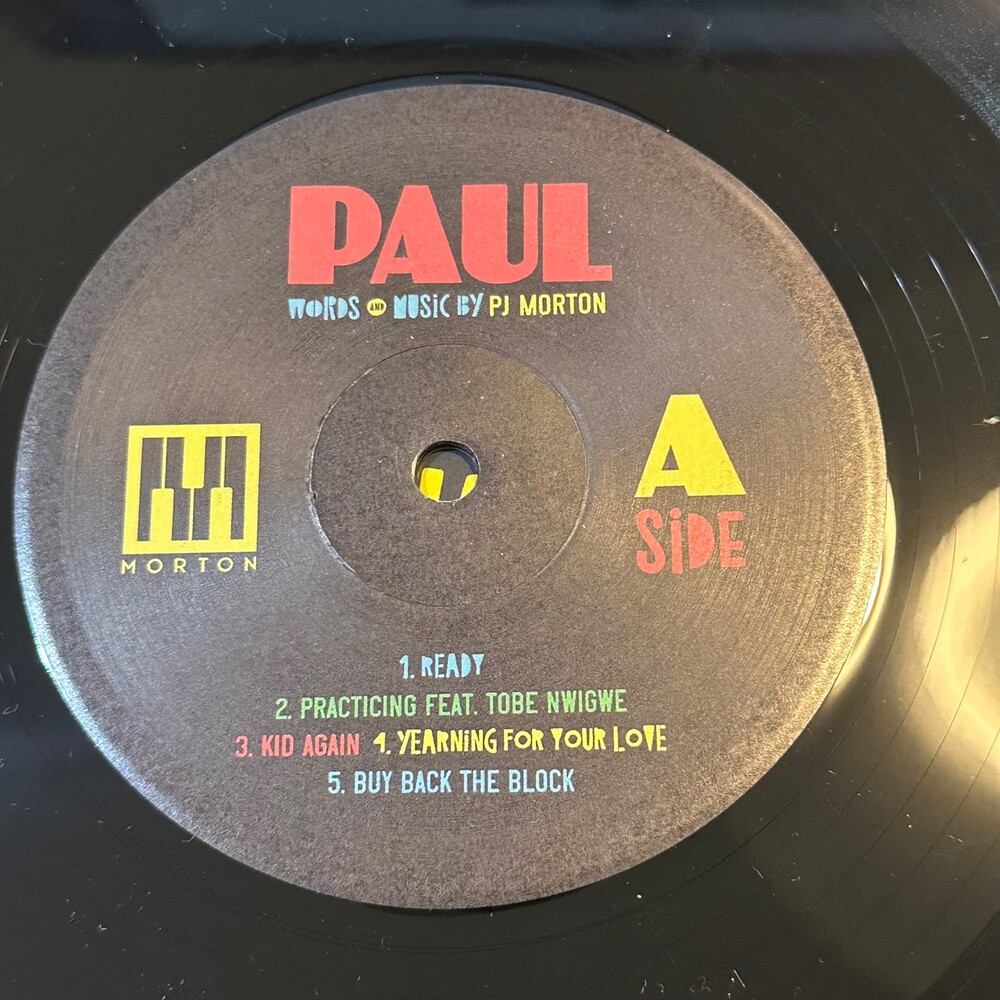 PAUL
WORDS AND MUSIC BY PJ MORTON
MORTON
A
SIDE
1. READY
2. PRACTICING FEAT. TOBE NWIGWE
3. KID AGAIN 4. YEARNING FOR YOUR LOVE
5. BUY BACK THE BLOCK